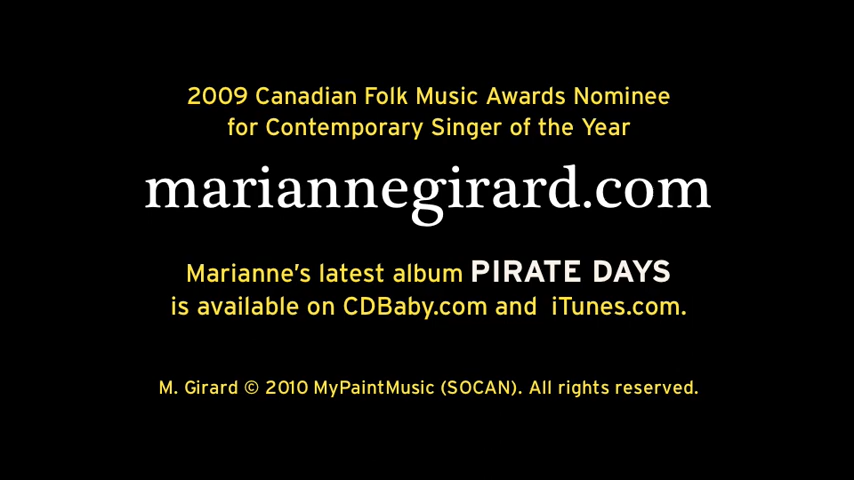 2009 Canadian Folk Music Awards Nominee
for Contemporary Singer of the Year
mariannegirard.com
Marianne's latest album PIRATE DAYS
is available on CDBaby.com and iTunes.com.
M. Girard © 2010 MyPaintMusic (SOCAN). All rights reserved.